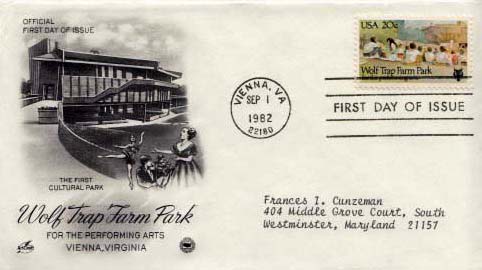 OFFICIAL
FIRST DAY OF ISSUE
USA 20c
Wolf Trap Farm Park
VIENNA, VA
SEP 1
1982
22180
FIRST DAY OF ISSUE
THE FIRST
CULTURAL PARK
Wolf Trap Farm Park
FOR THE PERFORMING ARTS
VIENNA, VIRGINIA
Frances I. Cunzeman
404 Middle Grove Court, South
Westminster, Maryland 21157